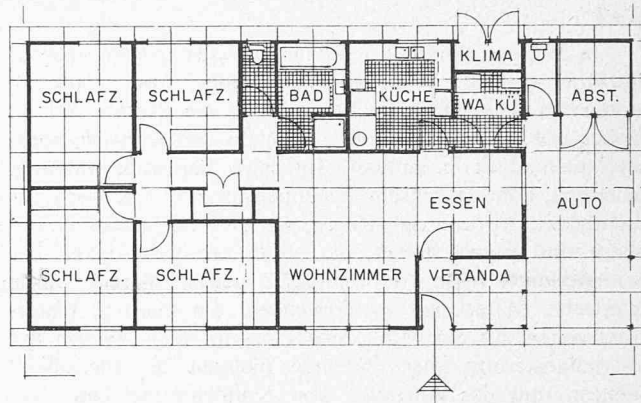 KLIMA
SCHLAFZ. SCHLAFZ. BAD KÜCHE WA KÜ ABST.
ESSEN AUTO
SCHLAFZ. SCHLAFZ. WOHNZIMMER VERANDA